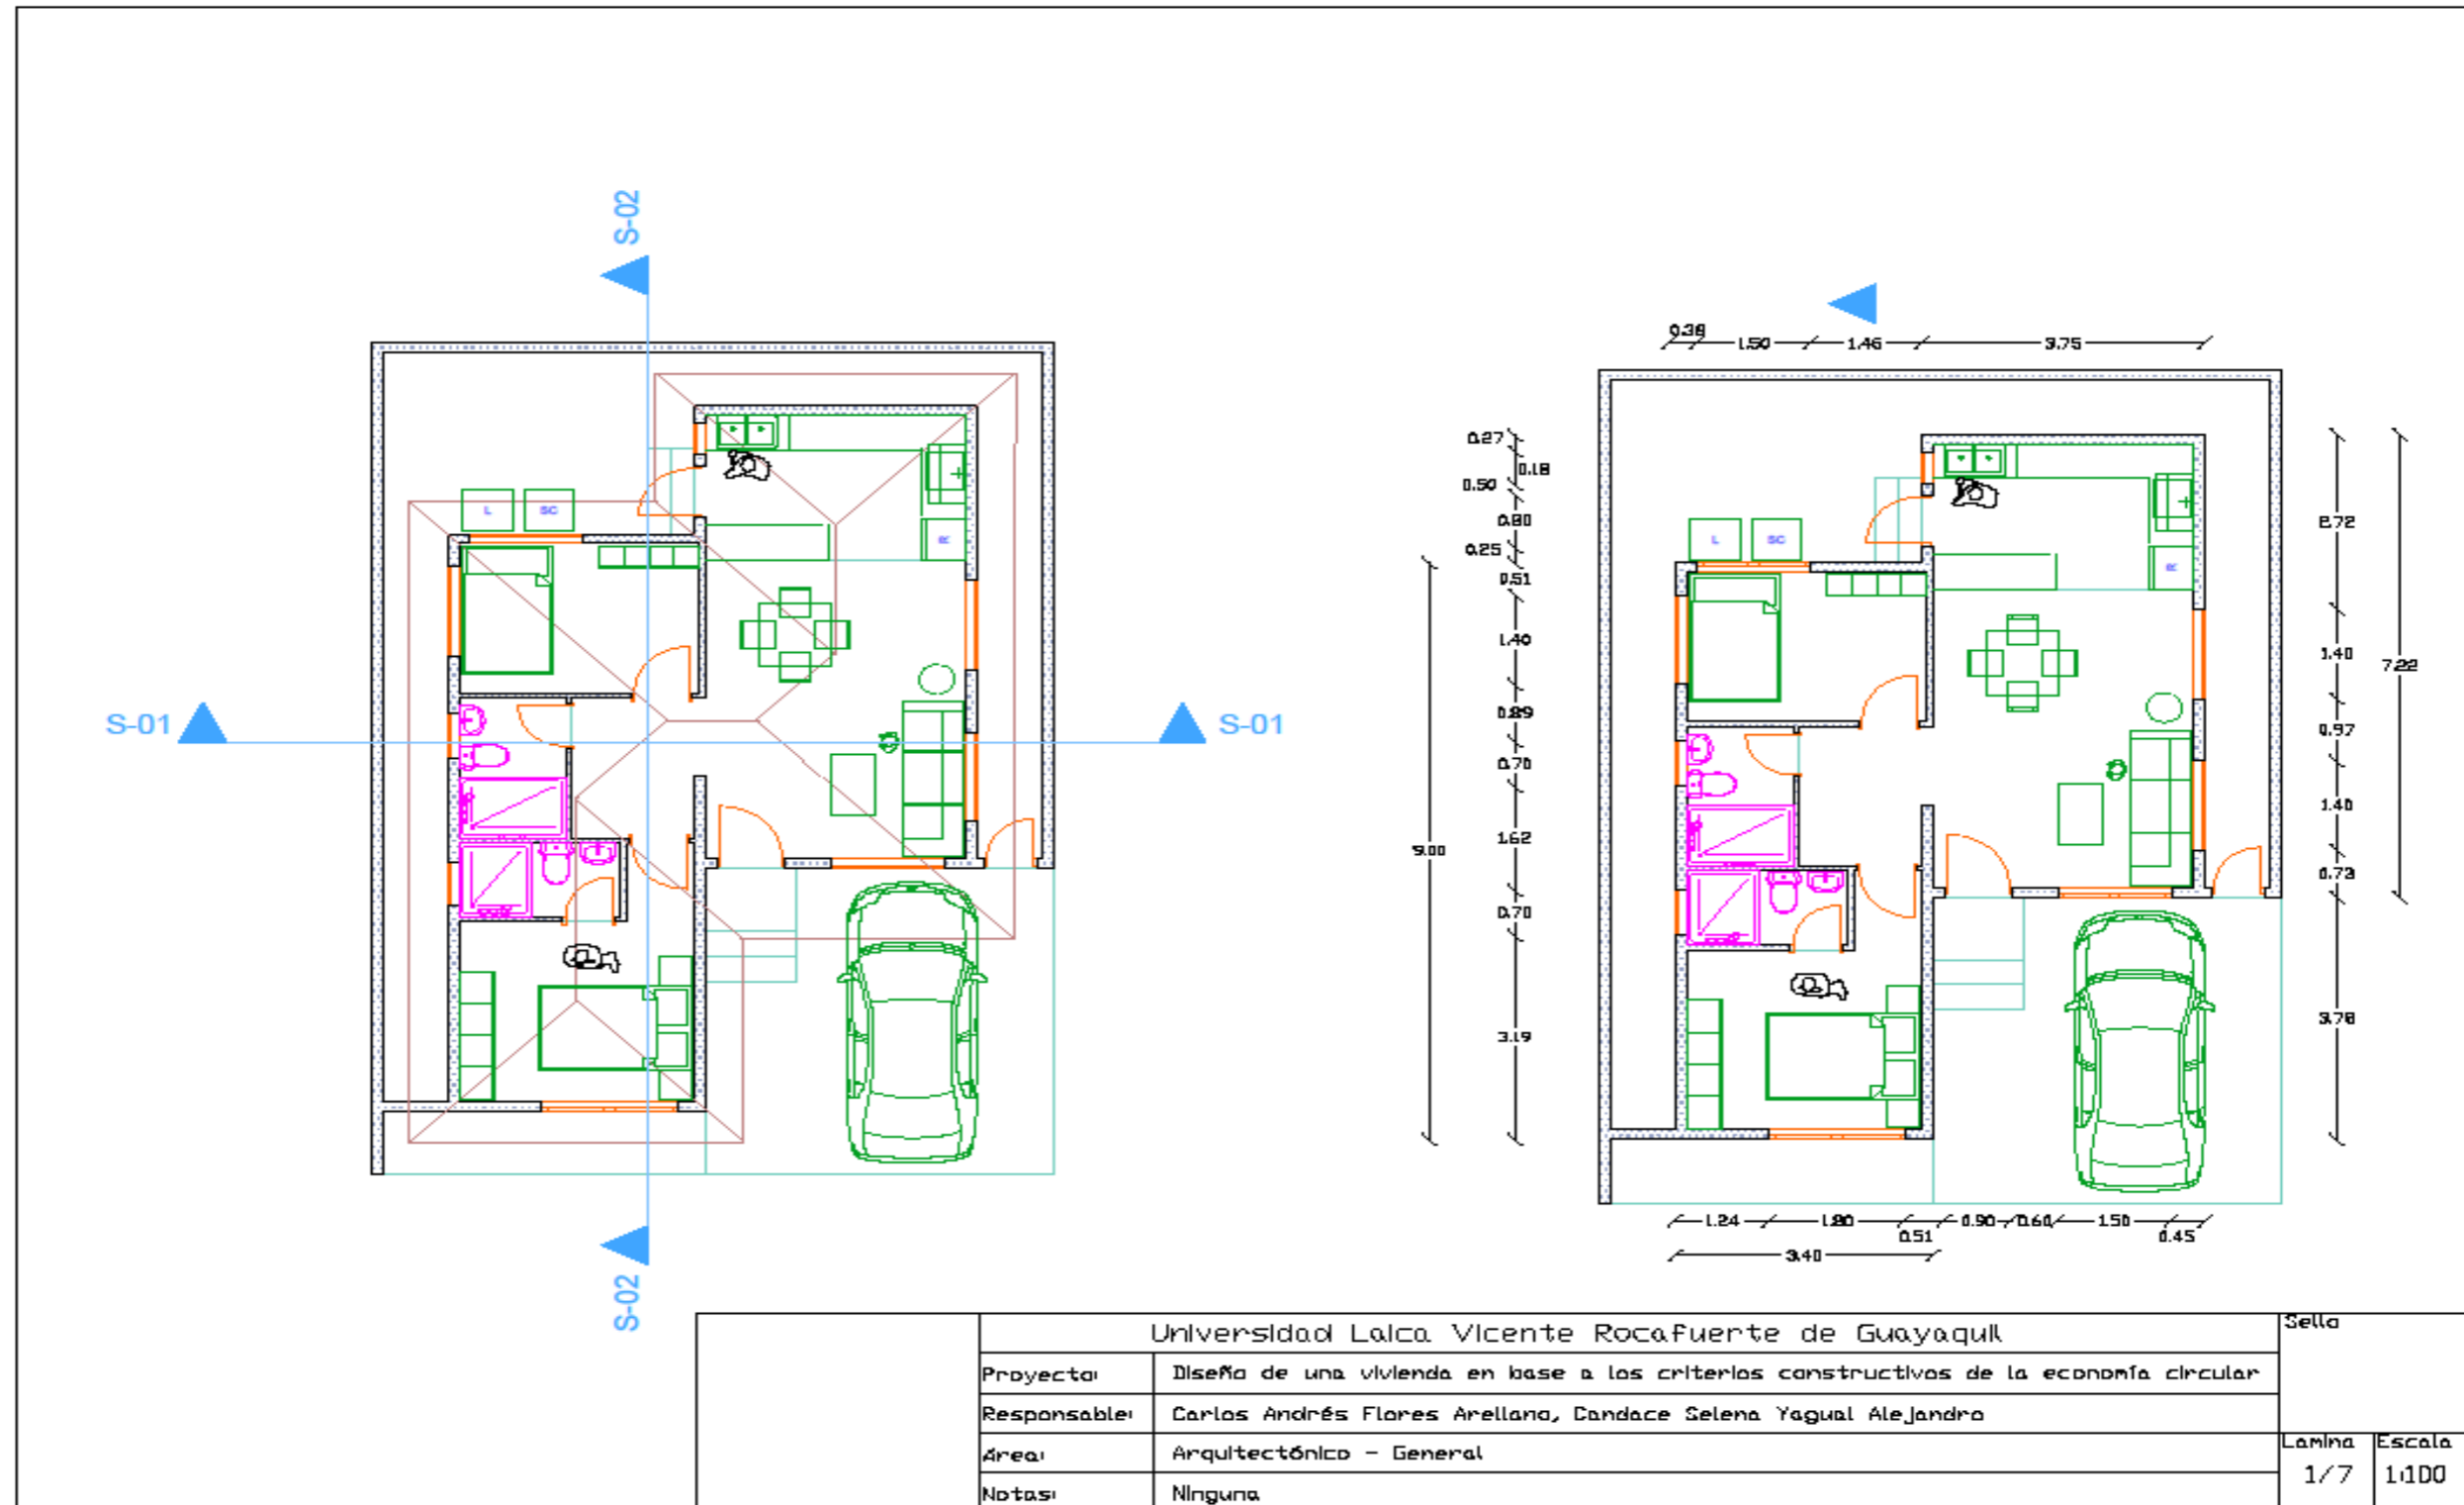 S-02
S-01
S-01
S-02
L
SC
R
0.38
1.50
1.46
3.75
0.27
0.18
0.50
0.80
0.25
0.51
1.40
0.89
0.70
1.62
0.70
3.19
9.00
L
SC
R
2.72
1.40
0.97
1.40
0.73
3.78
7.22
1.24
1.80
0.51
0.90
0.60
1.50
0.45
3.40
Universidad Laica Vicente Rocafuerte de Guayaquil
Sello
Proyecto: Diseño de una vivienda en base a los criterios constructivos de la economía circular
Responsable: Carlos Andrés Flores Arellano, Candace Selena Yagual Alejandro
Área: Arquitectónico - General
Lamina Escala
1/7 1:100
Notas: Ninguna